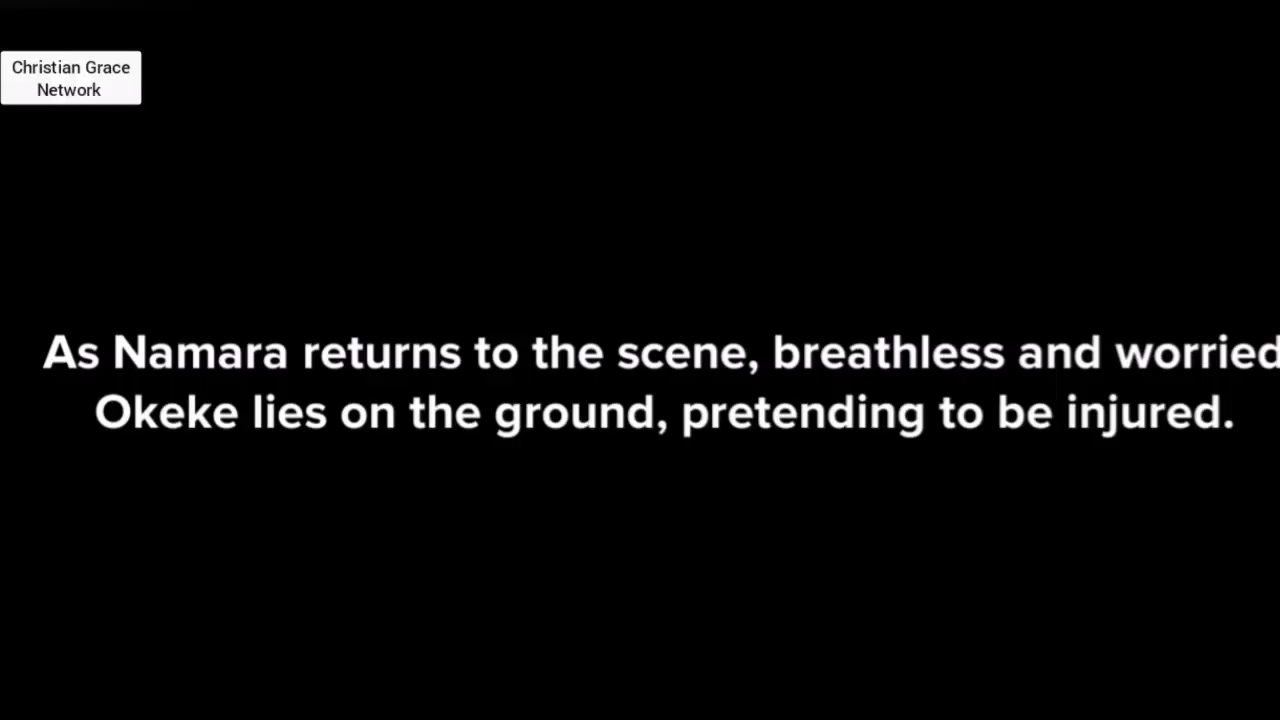 Christian Grace
Network
As Namara returns to the scene, breathless and worried
Okeke lies on the ground, pretending to be injured.